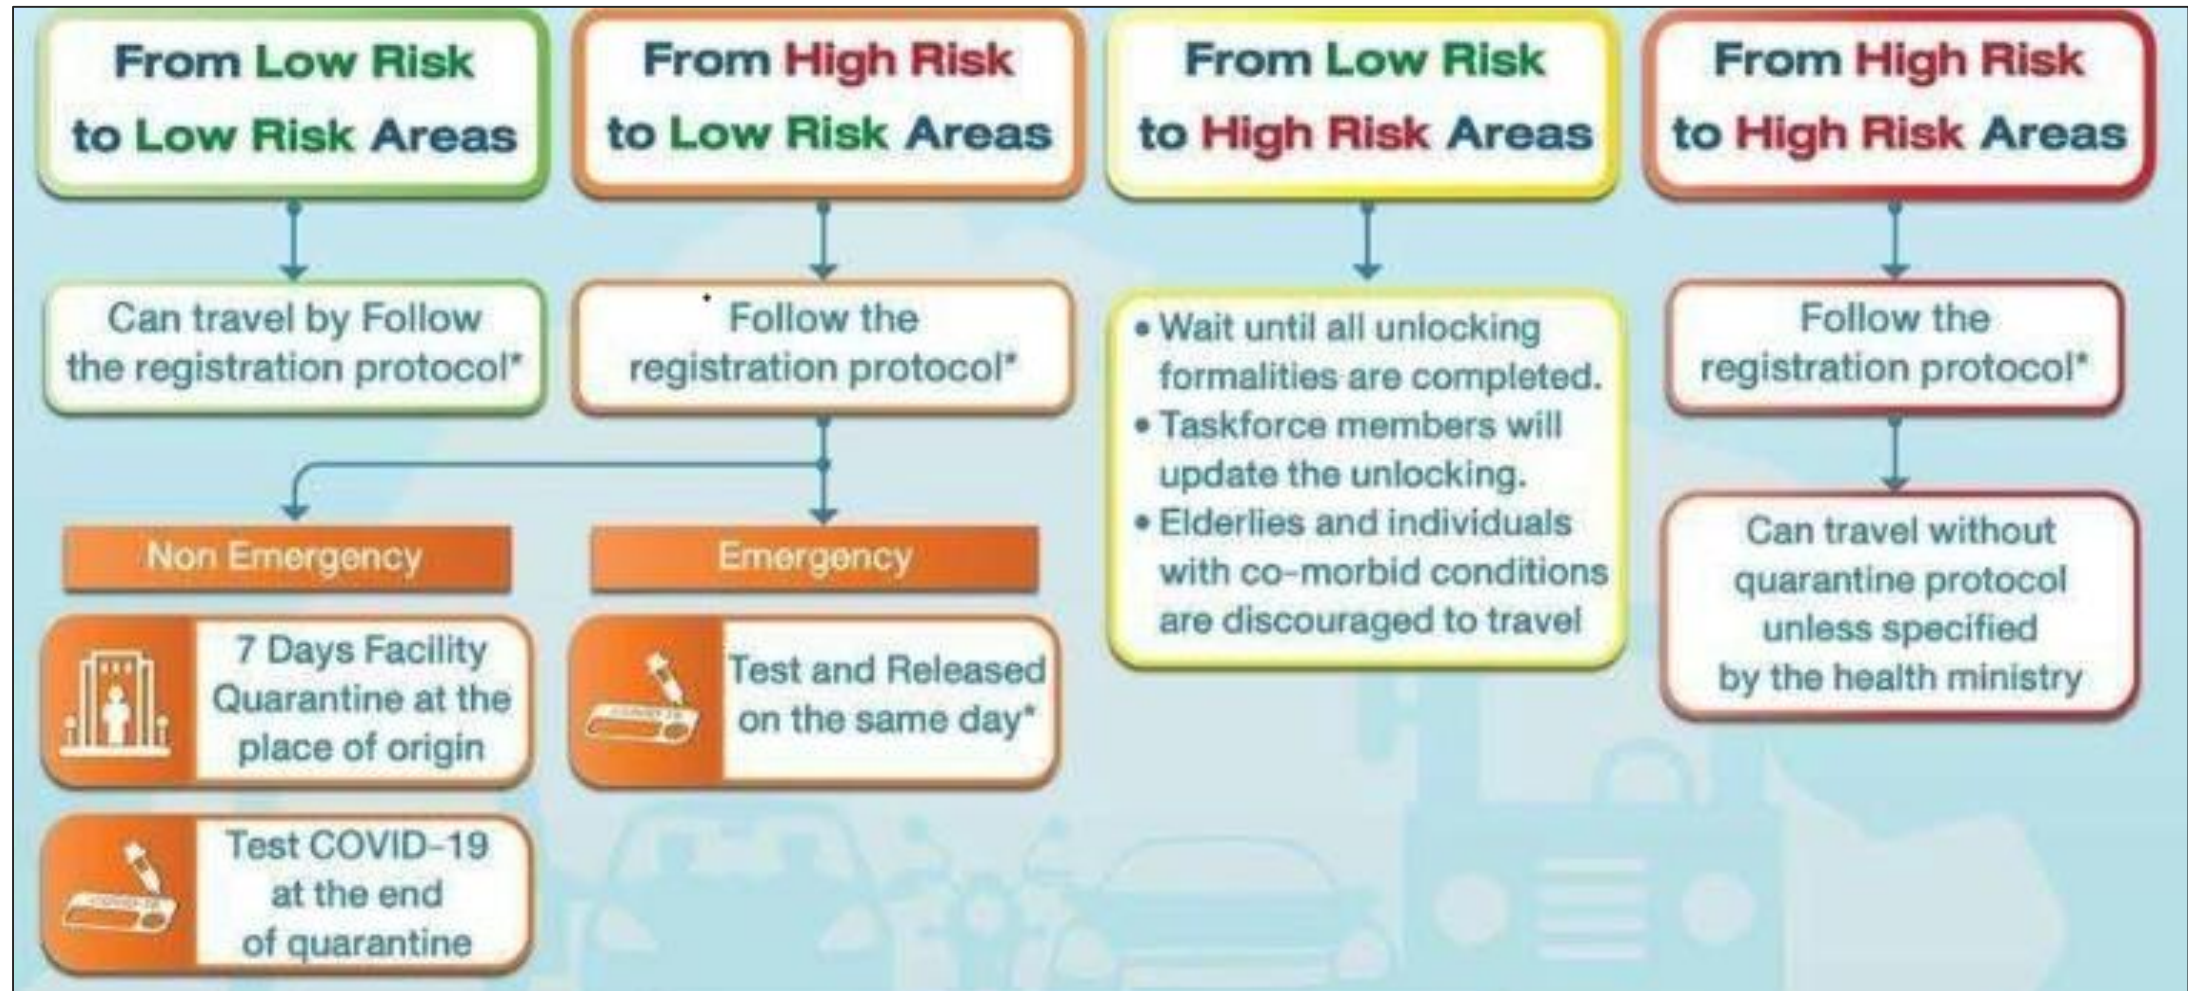 From Low Risk
to Low Risk Areas
Can travel by Follow
the registration protocol*
From High Risk
to Low Risk Areas
Follow the
registration protocol*
Non Emergency
7 Days Facility
Quarantine at the
place of origin
Test COVID-19
at the end
of quarantine
COVID-19
Emergency
Test and Released
on the same day*
COVID-19
From Low Risk
to High Risk Areas
• Wait until all unlocking
formalities are completed.
• Taskforce members will
update the unlocking.
• Elderlies and individuals
with co-morbid conditions
are discouraged to travel
From High Risk
to High Risk Areas
Follow the
registration protocol*
Can travel without
quarantine protocol
unless specified
by the health ministry